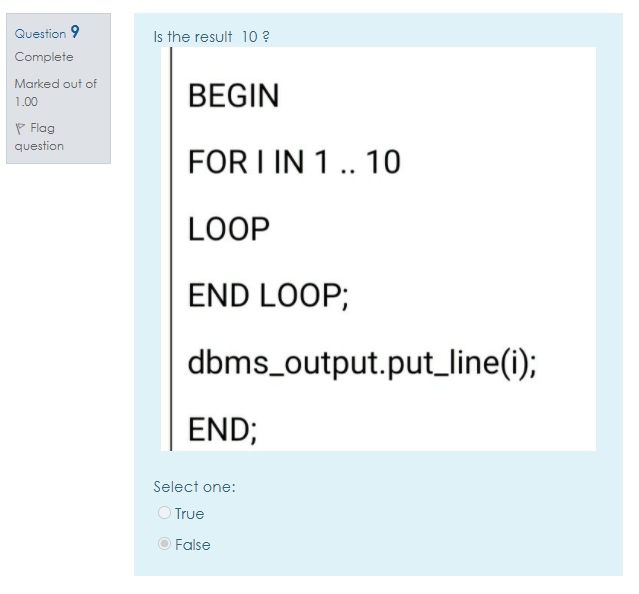 Question 9
Complete
Marked out of
1.00
Flag
question
Is the result 10 ?
BEGIN
FOR I IN 1 .. 10
LOOP
END LOOP;
dbms_output.put_line(i);
END;
Select one:
True
False